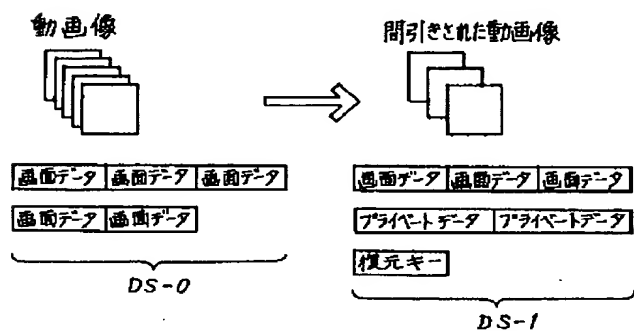 動画像
間引きされた動画像
画面データ 画面データ 画面データ
画面データ 画面データ
DS-0
画面データ 画面データ 画面データ
プライベートデータ プライベートデータ
復元キー
DS-1